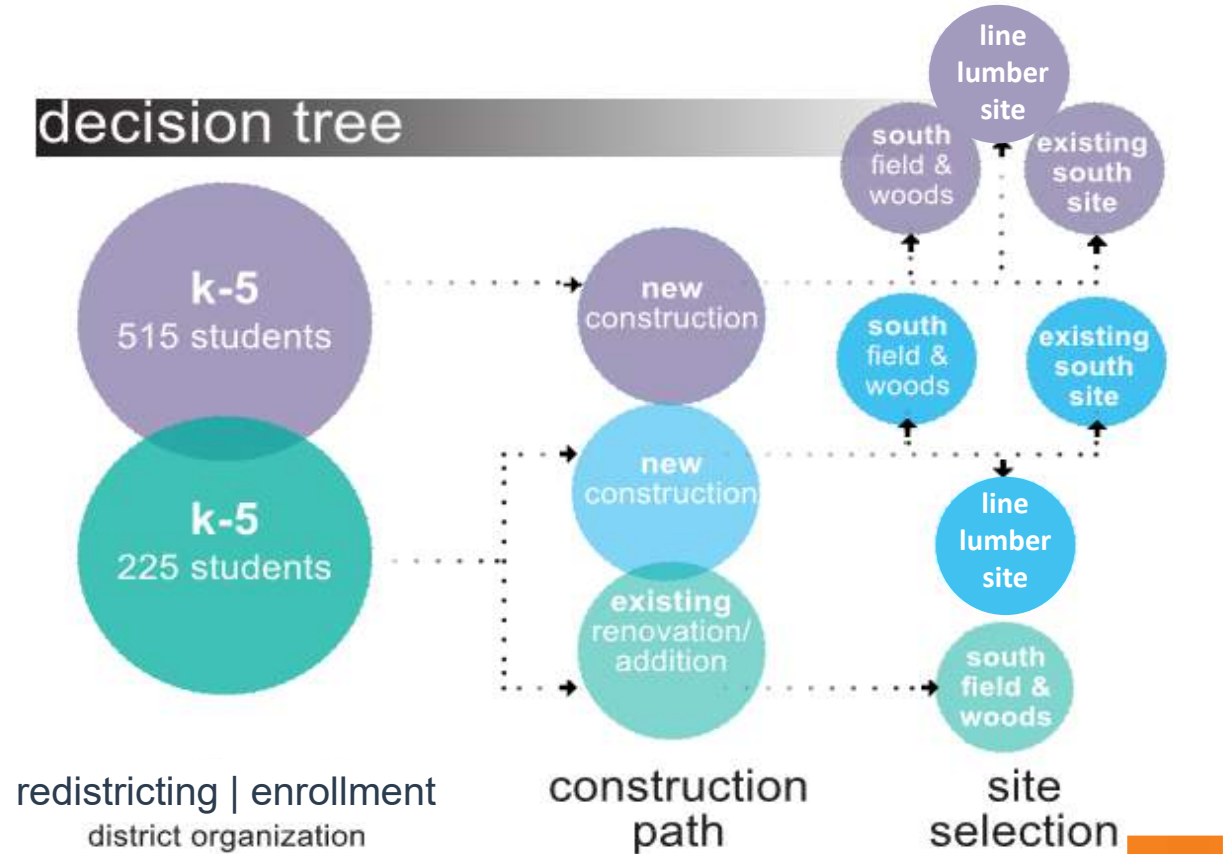 decision tree
k-5
515 students
k-5
225 students
new
construction
new
construction
existing
renovation/
addition
line
lumber
site
south
field &
woods
existing
south
site
south
field &
woods
existing
south
site
line
lumber
site
south
field &
woods
redistricting | enrollment
district organization
construction
path
site
selection